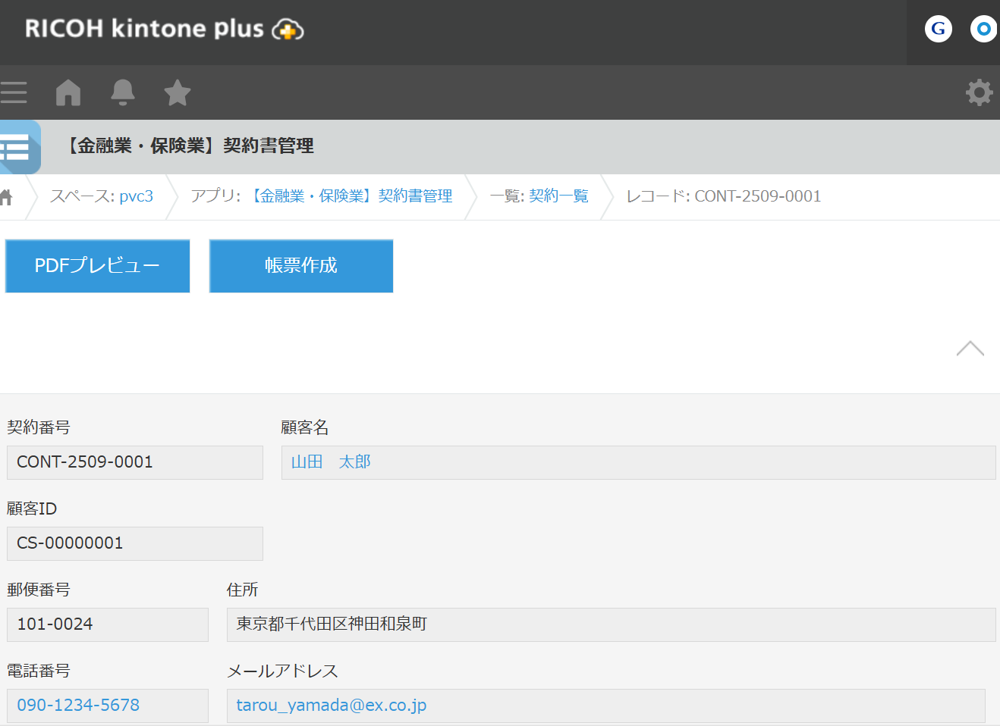 RICOH kintone plus
G
【金融業・保険業】契約書管理
スペース: pvc3 アプリ: 【金融業・保険業】契約書管理 一覧: 契約一覧 レコード: CONT-2509-0001
PDFプレビュー 帳票作成
契約番号 顧客名
CONT-2509-0001 山田　太郎
顧客ID
CS-00000001
郵便番号 住所
101-0024 東京都千代田区神田和泉町
電話番号 メールアドレス
090-1234-5678 tarou_yamada@ex.co.jp